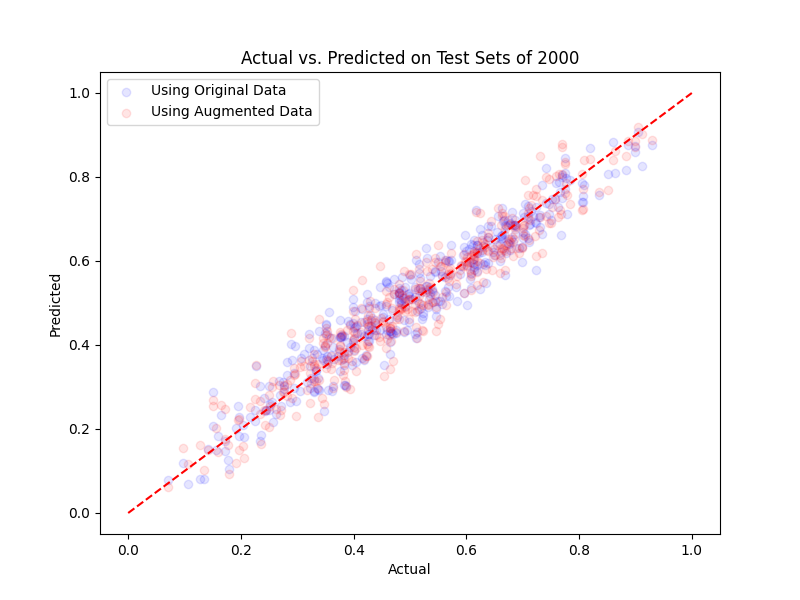 Actual vs. Predicted on Test Sets of 2000
Using Original Data
Using Augmented Data
1.0
0.8
0.6
0.4
0.2
0.0
Predicted
0.0 0.2 0.4 0.6 0.8 1.0
Actual